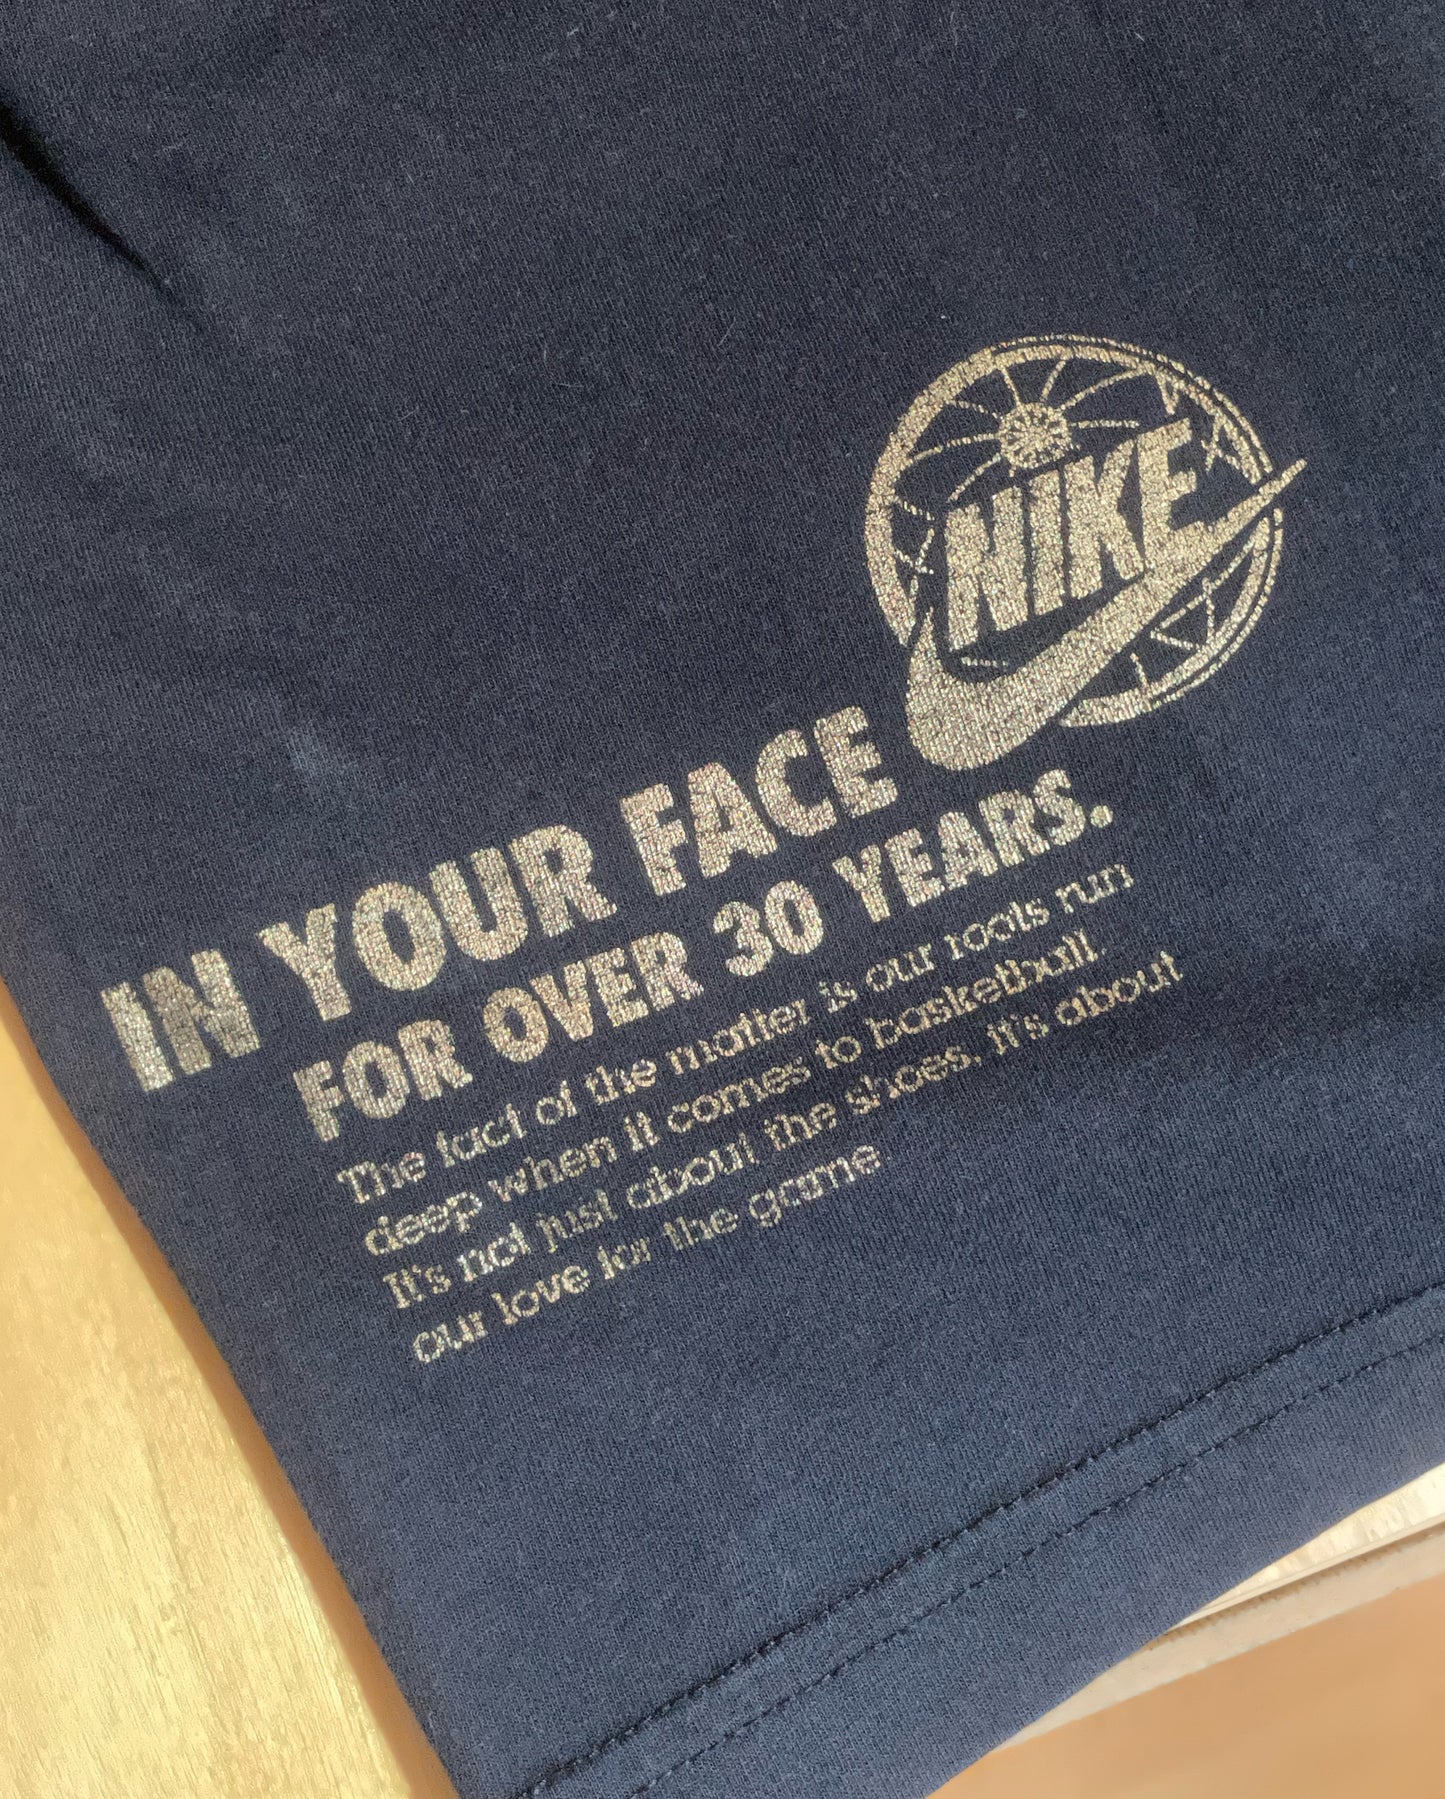 NIKE
IN YOUR FACE
FOR OVER 30 YEARS.
The fact of the matter is our roots run
deep when it comes to basketball.
It's not just about the shoes, it's about
our love for the game.